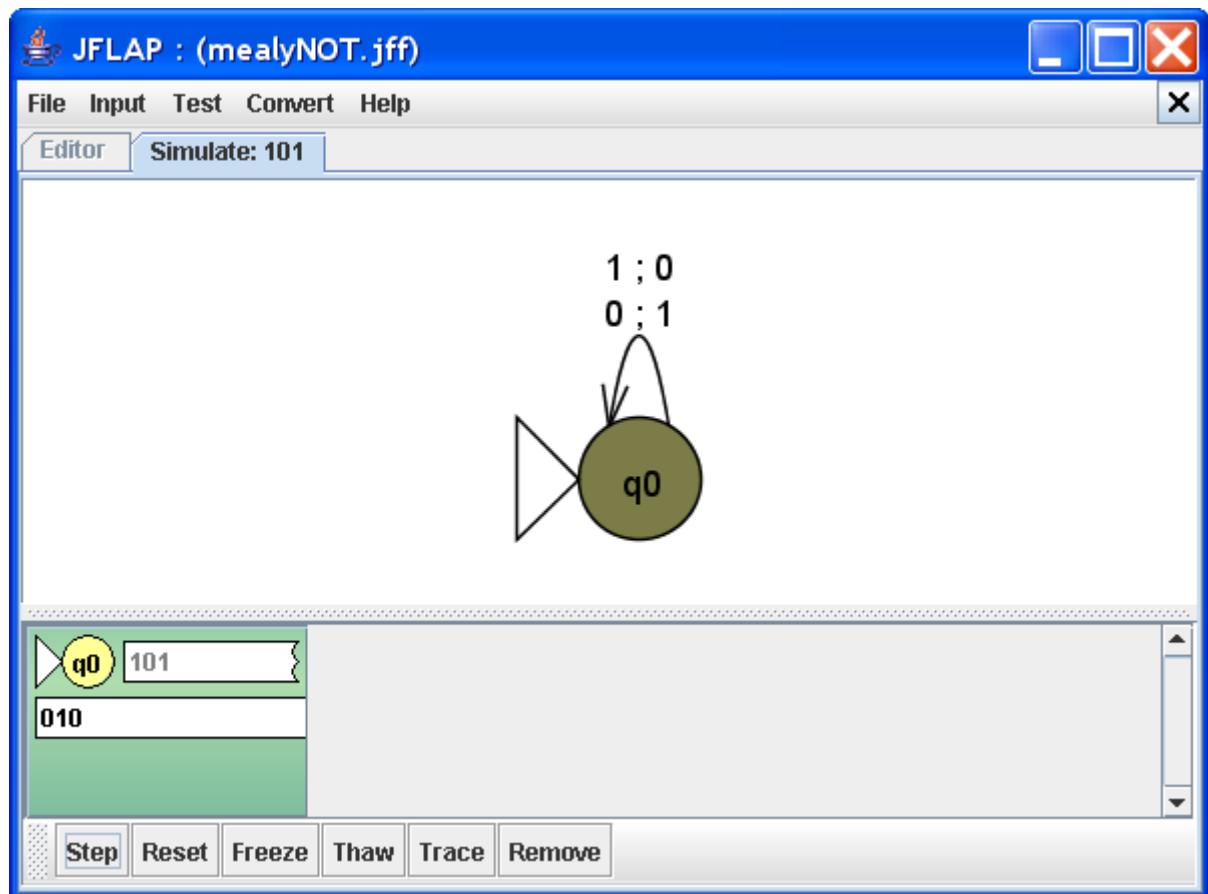 JFLAP : (mealyNOT.jff)
File Input Test Convert Help
Editor Simulate: 101
1 ; 0
0 ; 1
q0
q0 101
010
Step Reset Freeze Thaw Trace Remove